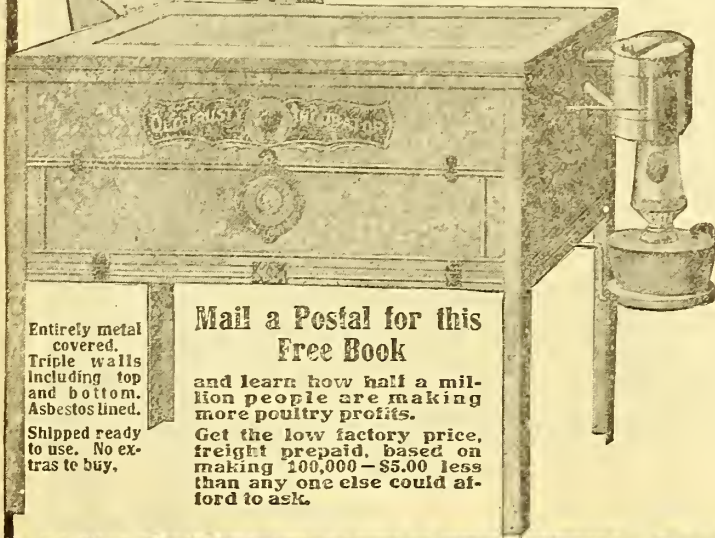 OLD TRUSTY INCUBATOR
Entirely metal
covered.
Triple walls
including top
and bottom.
Asbestos lined.
Shipped ready
to use. No ex-
tras to buy.
Mail a Postal for this
Free Book
and learn how half a mil-
lion people are making
more poultry profits.
Get the low factory price,
freight prepaid, based on
making 100,000—$5.00 less
than any one else could af-
ford to ask.